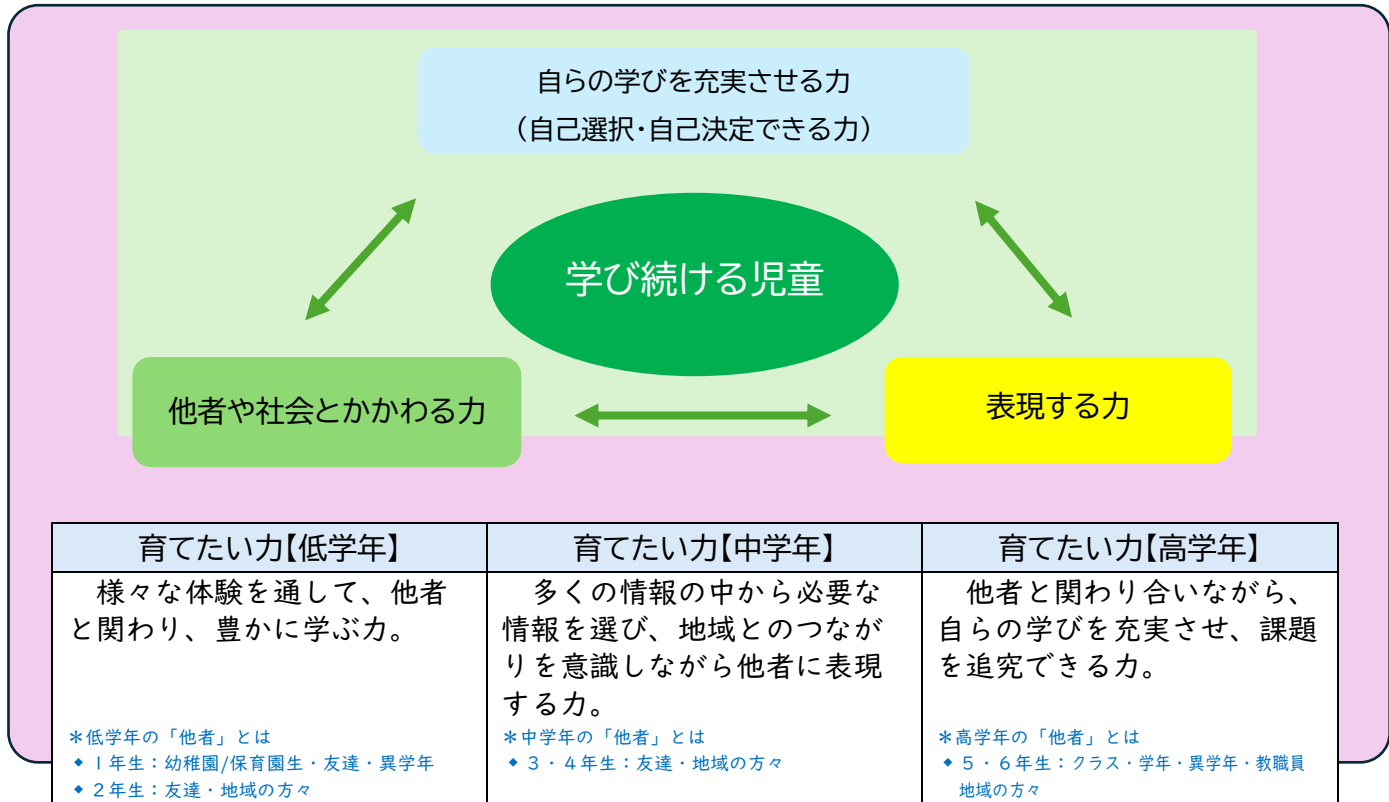 自らの学びを充実させる力
（自己選択・自己決定できる力）
学び続ける児童
他者や社会とかかわる力
表現する力
育てたい力【低学年】
様々な体験を通して、他者
と関わり、豊かに学ぶ力。
＊低学年の「他者」とは
◆１年生：幼稚園/保育園生・友達・異学年
◆２年生：友達・地域の方々
育てたい力【中学年】
多くの情報の中から必要な
情報を選び、地域とのつなが
りを意識しながら他者に表現
する力。
＊中学年の「他者」とは
◆３・４年生：友達・地域の方々
育てたい力【高学年】
他者と関わり合いながら、
自らの学びを充実させ、課題
を追究できる力。
＊高学年の「他者」とは
◆５・６年生：クラス・学年・異学年・教職員
地域の方々